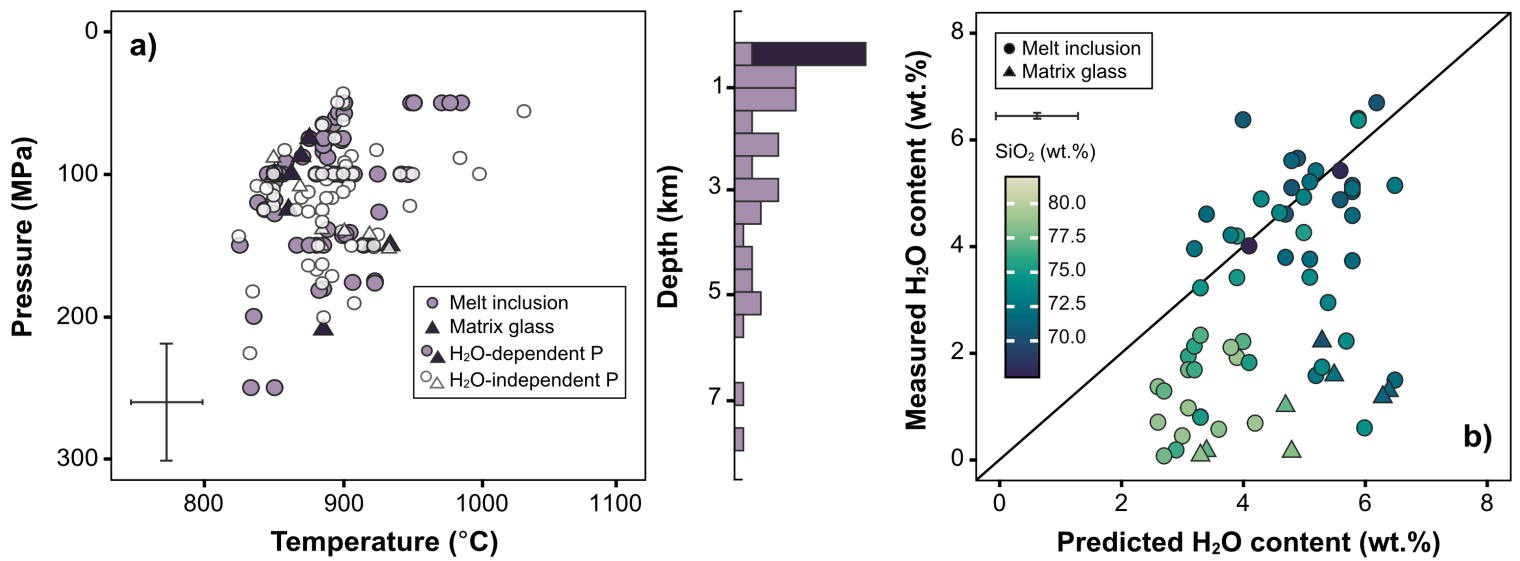 a)
0
100
200
300
Pressure (MPa)
800
900
1000
1100
Temperature (°C)
Melt inclusion
Matrix glass
H₂O-dependent P
H₂O-independent P
Depth (km)
1
3
5
7
Measured H₂O content (wt.%)
8
6
4
2
0
Melt inclusion
Matrix glass
SiO₂ (wt.%)
80.0
77.5
75.0
72.5
70.0
b)
0
2
4
6
8
Predicted H₂O content (wt.%)